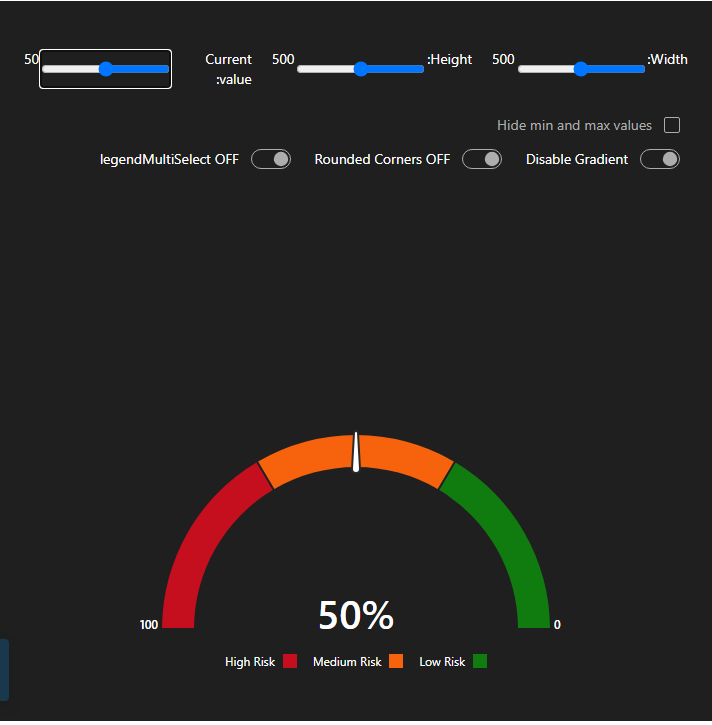 50
Current
:value
500
:Height
500
:Width
Hide min and max values
legendMultiSelect OFF
Rounded Corners OFF
Disable Gradient
50%
100
0
High Risk
Medium Risk
Low Risk